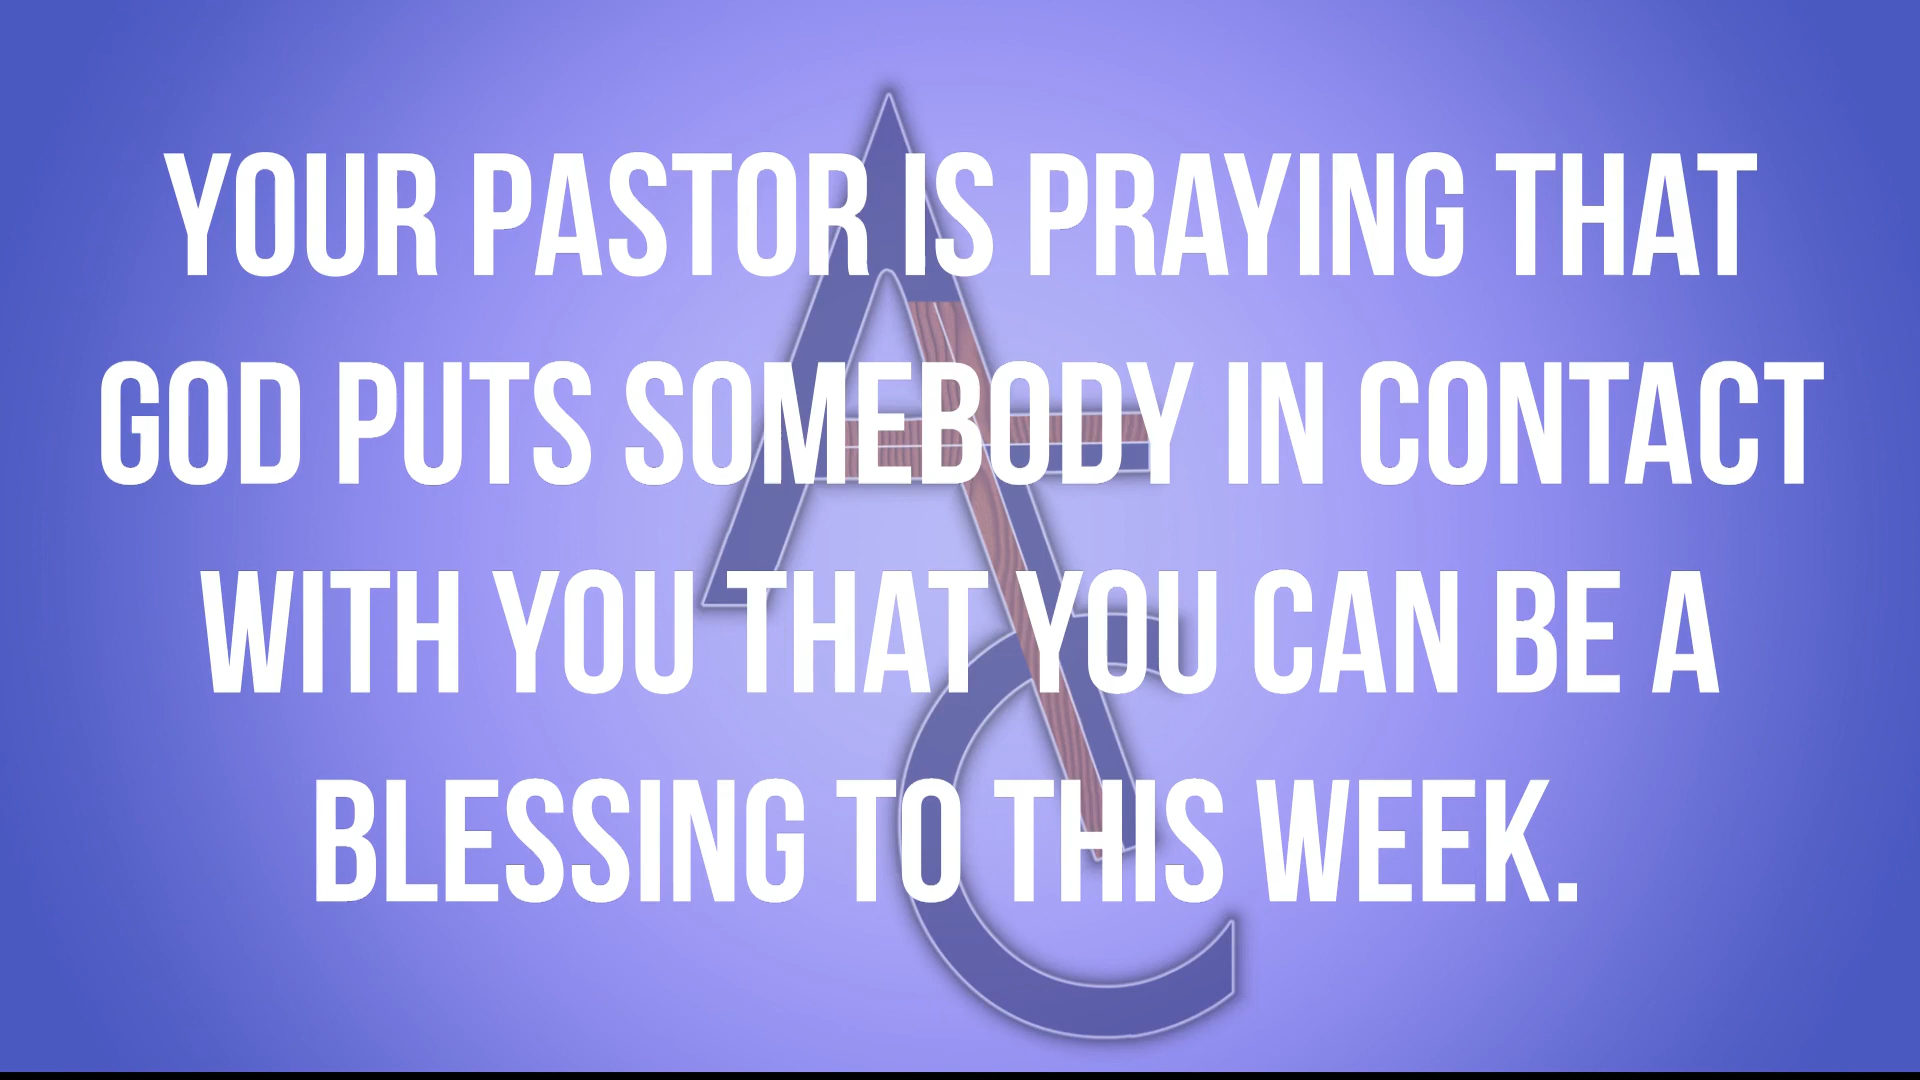 YOUR PASTOR IS PRAYING THAT
GOD PUTS SOMEBODY IN CONTACT
WITH YOU THAT YOU CAN BE A
BLESSING TO THIS WEEK.